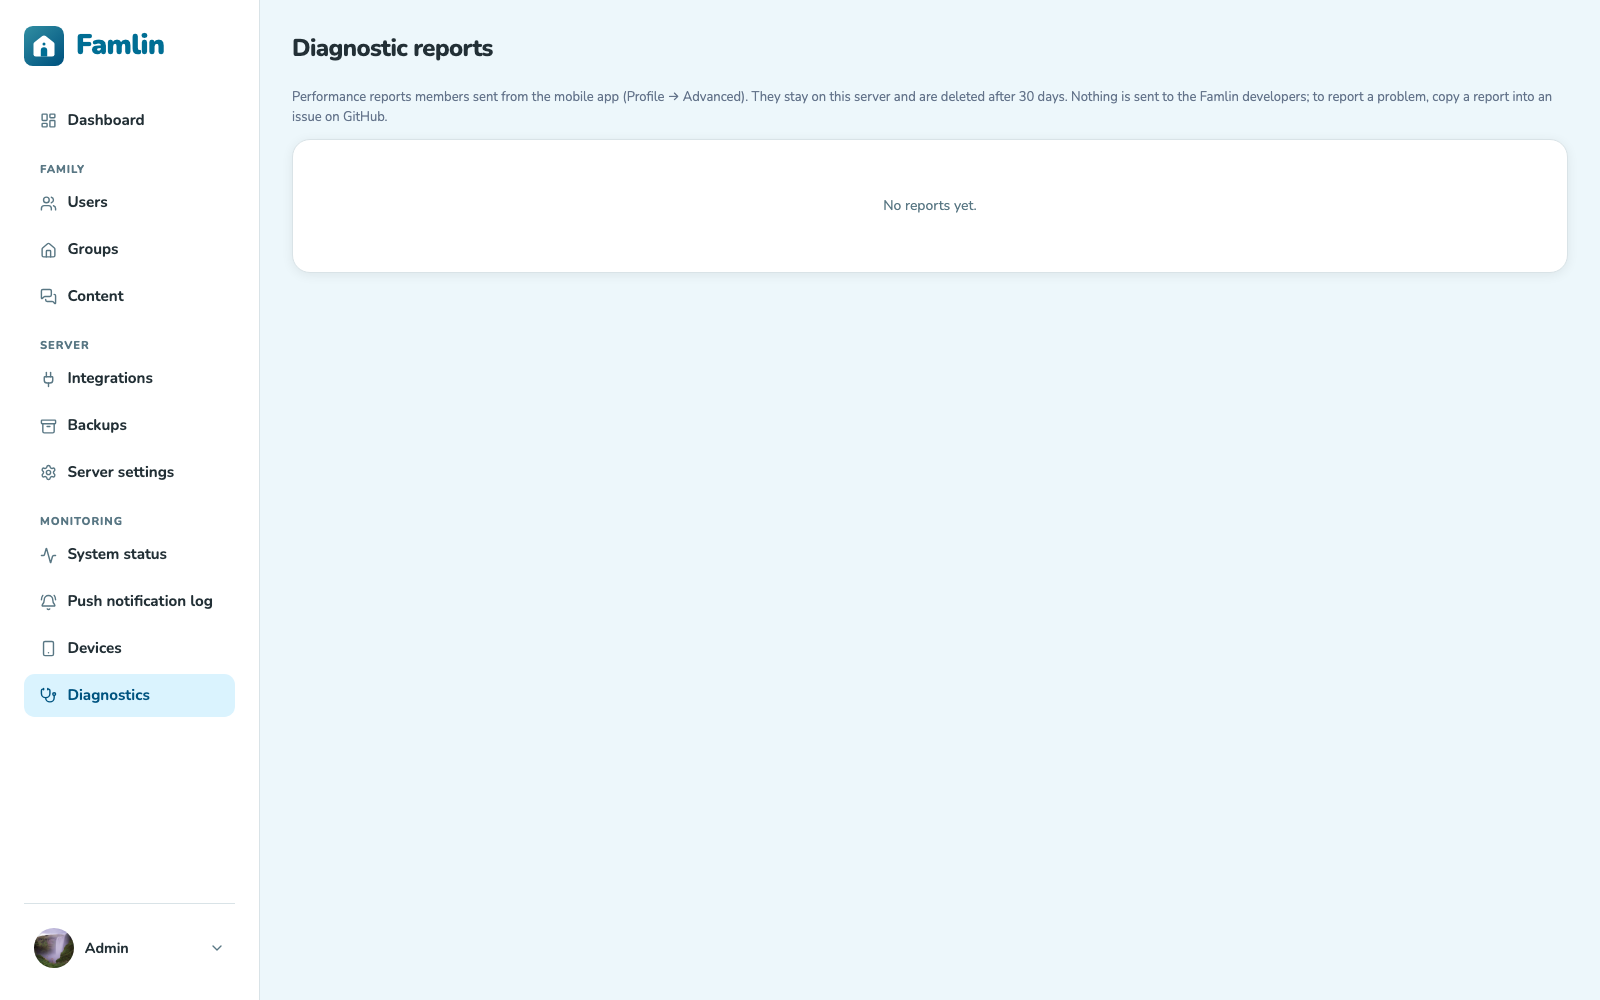 Famlin
Dashboard
FAMILY
Users
Groups
Content
SERVER
Integrations
Backups
Server settings
MONITORING
System status
Push notification log
Devices
Diagnostics
Admin
Diagnostic reports
Performance reports members sent from the mobile app (Profile → Advanced). They stay on this server and are deleted after 30 days. Nothing is sent to the Famlin developers; to report a problem, copy a report into an
issue on GitHub.
No reports yet.